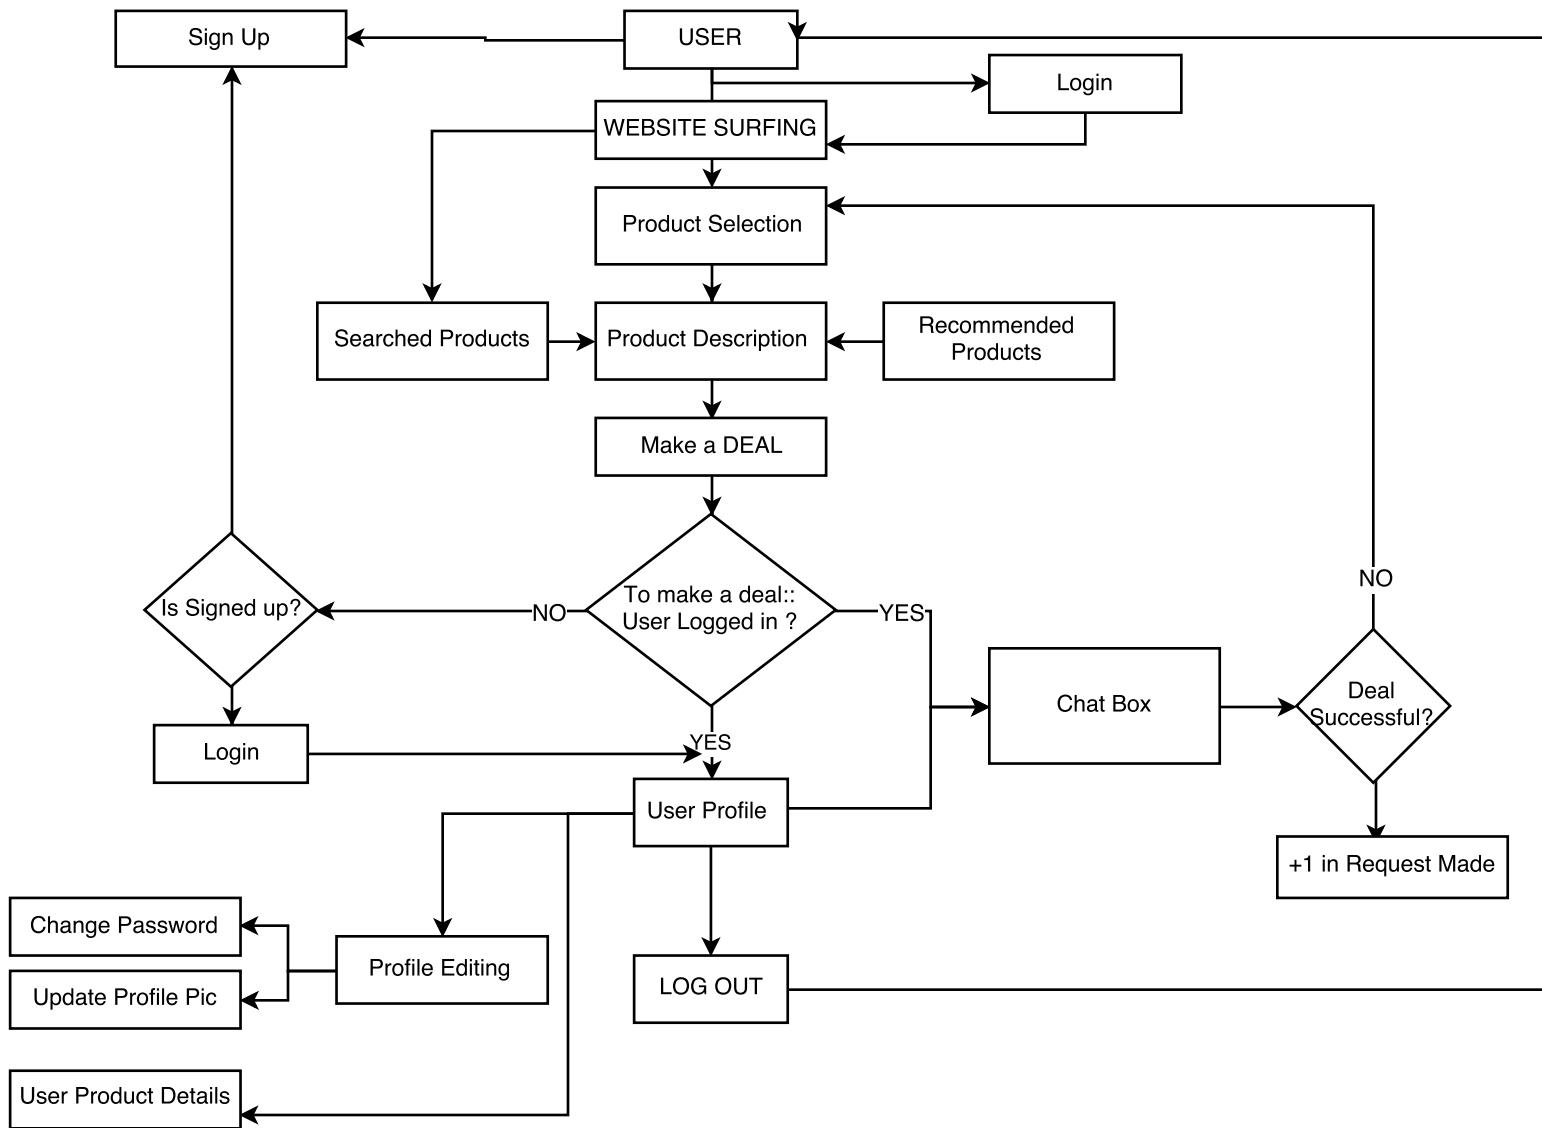 Sign Up
USER
Login
WEBSITE SURFING
Product Selection
Searched Products
Product Description
Recommended
Products
Make a DEAL
NO
Is Signed up?
NO
To make a deal::
User Logged in ?
YES
Chat Box
Deal
Successful?
YES
Login
User Profile
+1 in Request Made
Change Password
Profile Editing
Update Profile Pic
LOG OUT
User Product Details